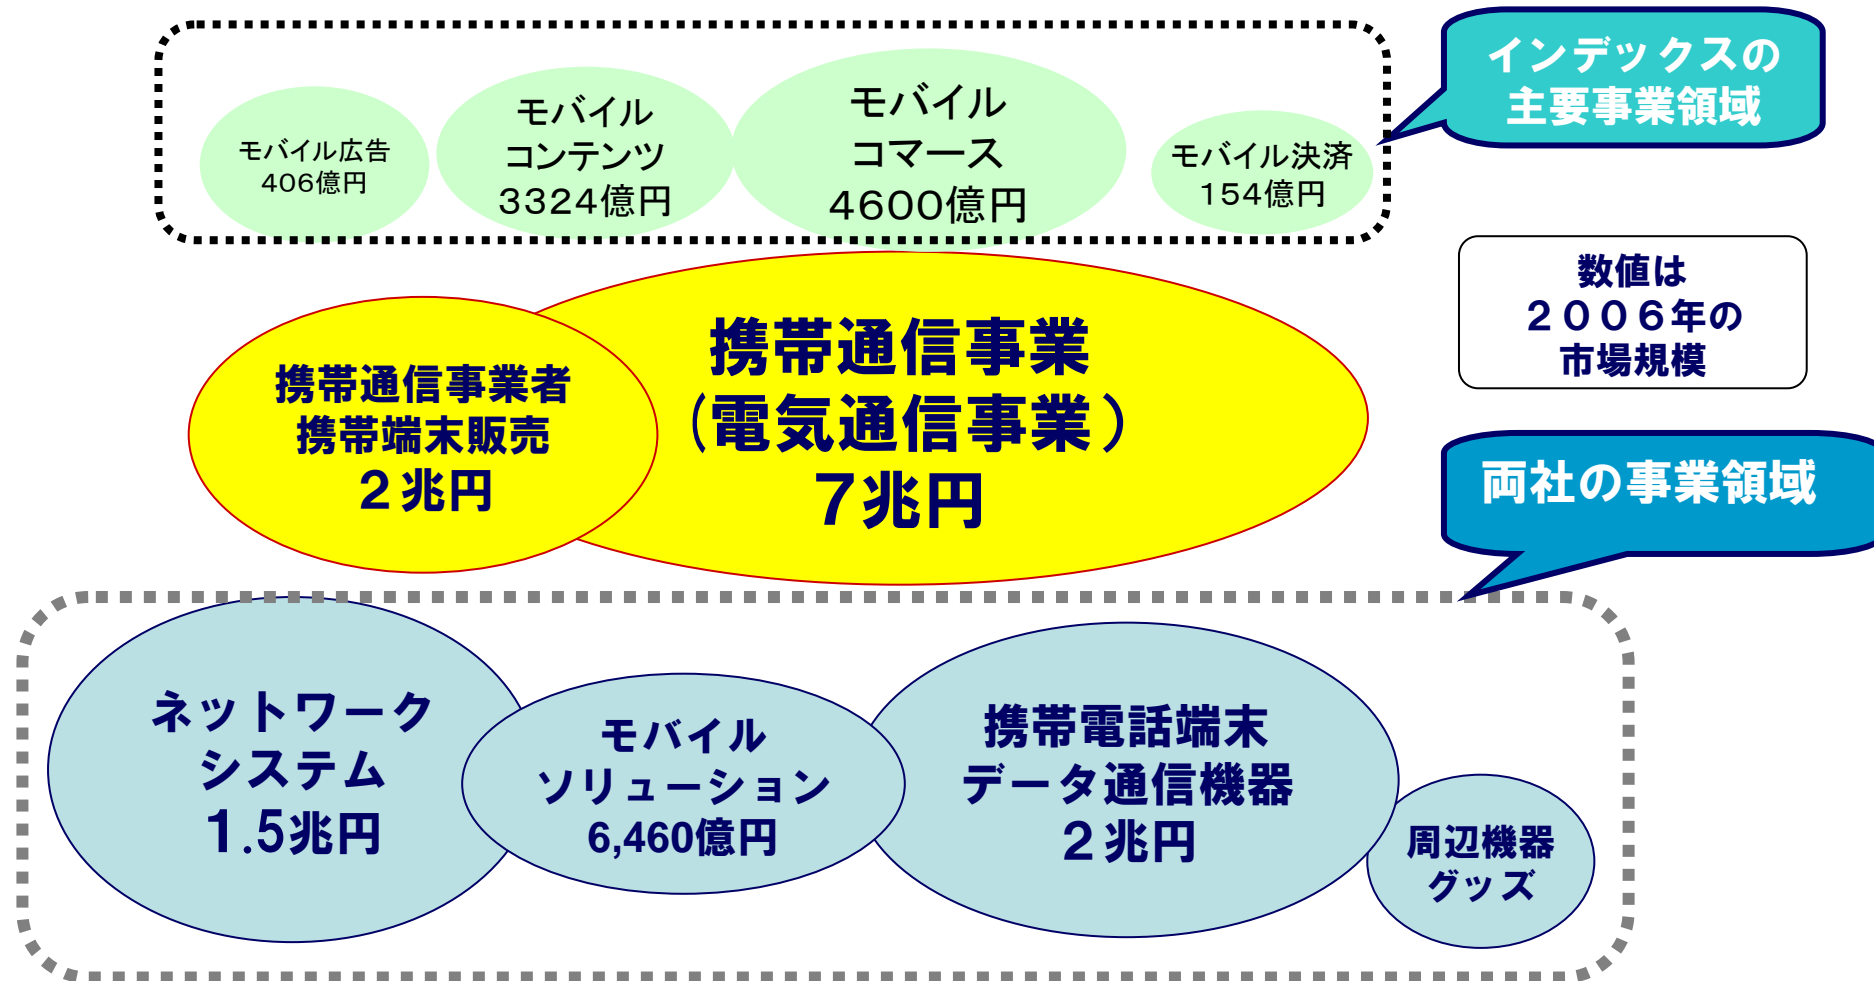 インデックスの
主要事業領域
モバイル広告
406億円
モバイル
コンテンツ
3324億円
モバイル
コマース
4600億円
モバイル決済
154億円
数値は
2006年の
市場規模
携帯通信事業者
携帯端末販売
2兆円
携帯通信事業
(電気通信事業)
7兆円
両社の事業領域
ネットワーク
システム
1.5兆円
モバイル
ソリューション
6,460億円
携帯電話端末
データ通信機器
2兆円
周辺機器
グッズ